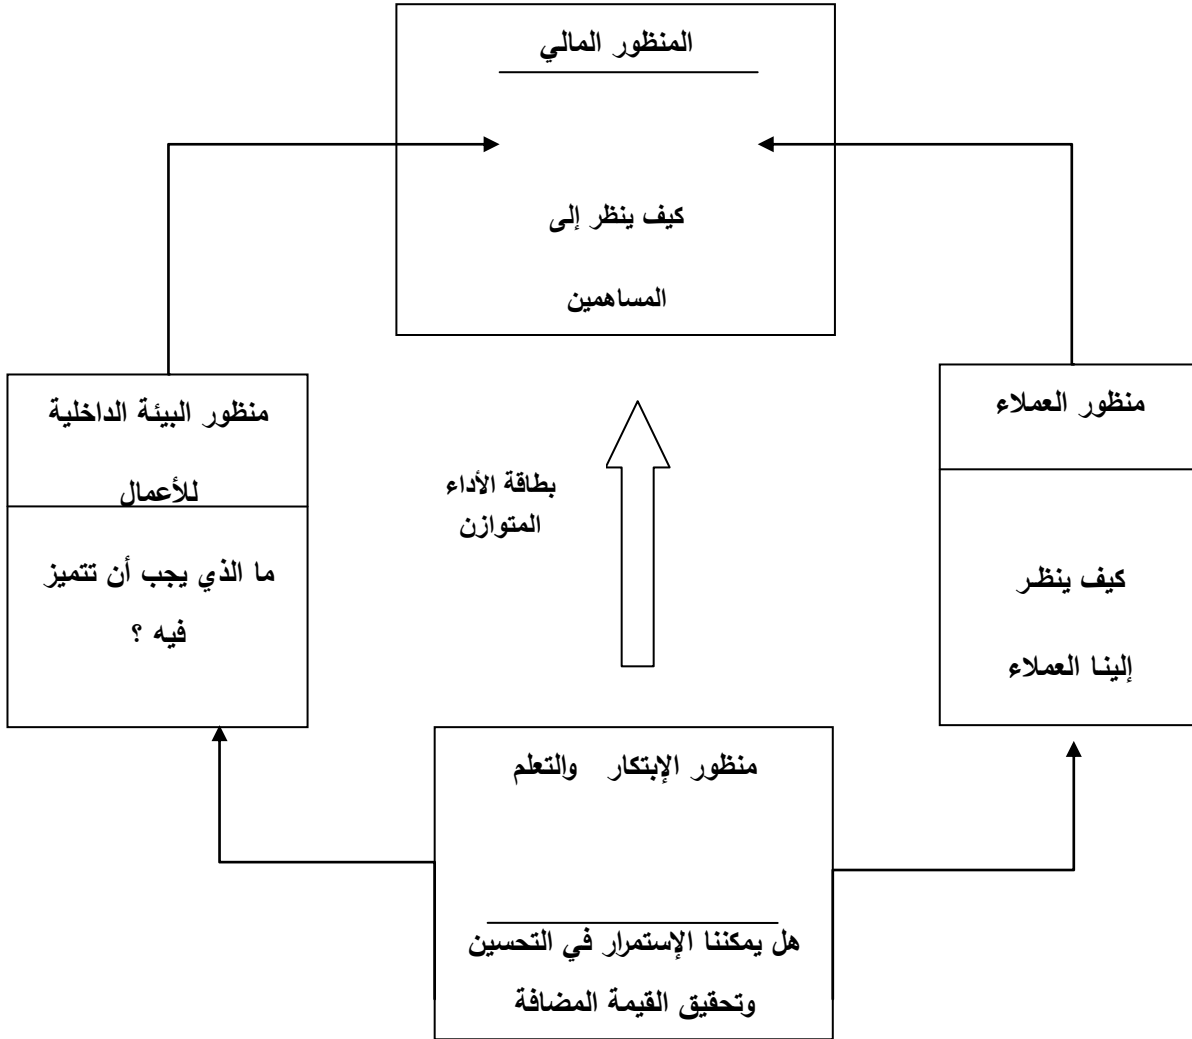 المنظور المالي
كيف ينظر إلى
المساهمين
منظور العملاء
كيف ينظر
إلينا العملاء
بطاقة الأداء
المتوازن
منظور البيئة الداخلية
للأعمال
ما الذي يجب أن تتميز
فيه ؟
منظور الإبتكار والتعلم
هل يمكننا الإستمرار في التحسين
وتحقيق القيمة المضافة